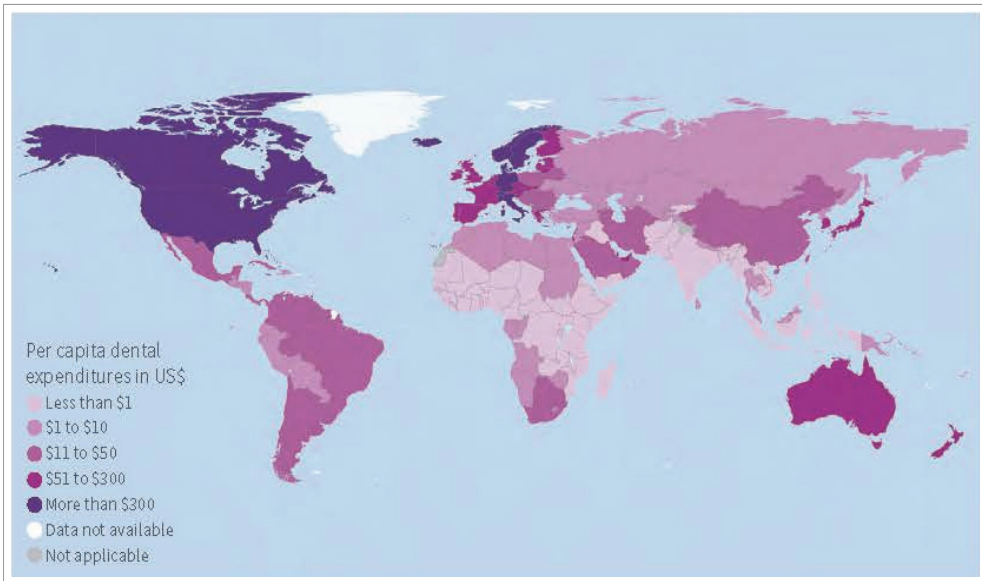 Per capita dental
expenditures in US$
Less than $1
$1 to $10
$11 to $50
$51 to $300
More than $300
Data not available
Not applicable